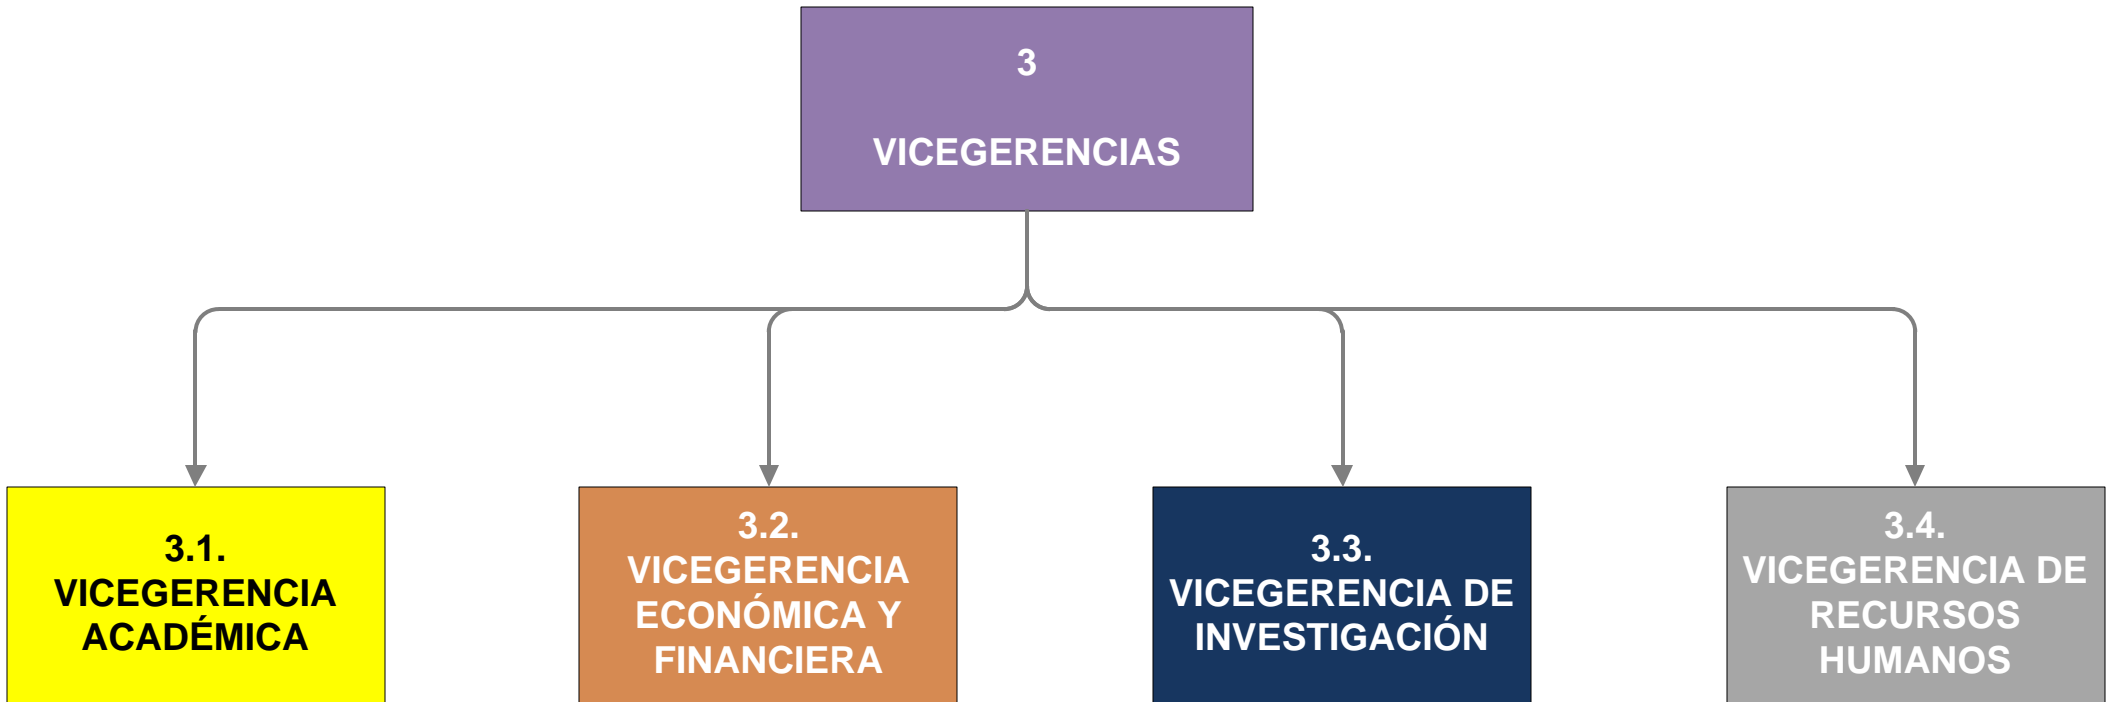 3
VICEGERENCIAS
3.1.
VICEGERENCIA
ACADÉMICA
3.2.
VICEGERENCIA
ECONÓMICA Y
FINANCIERA
3.3.
VICEGERENCIA DE
INVESTIGACIÓN
3.4.
VICEGERENCIA DE
RECURSOS
HUMANOS